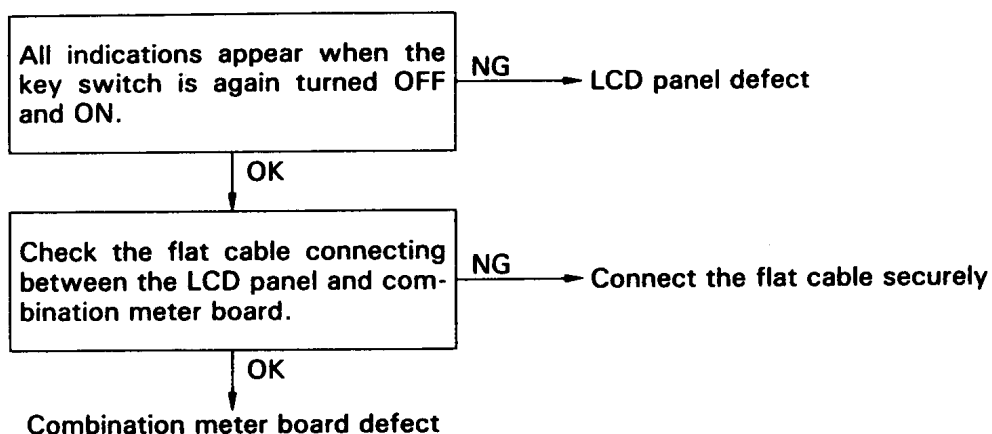 All indications appear when the
key switch is again turned OFF
and ON.
NG
LCD panel defect
OK
Check the flat cable connecting
between the LCD panel and com-
bination meter board.
NG
Connect the flat cable securely
OK
Combination meter board defect